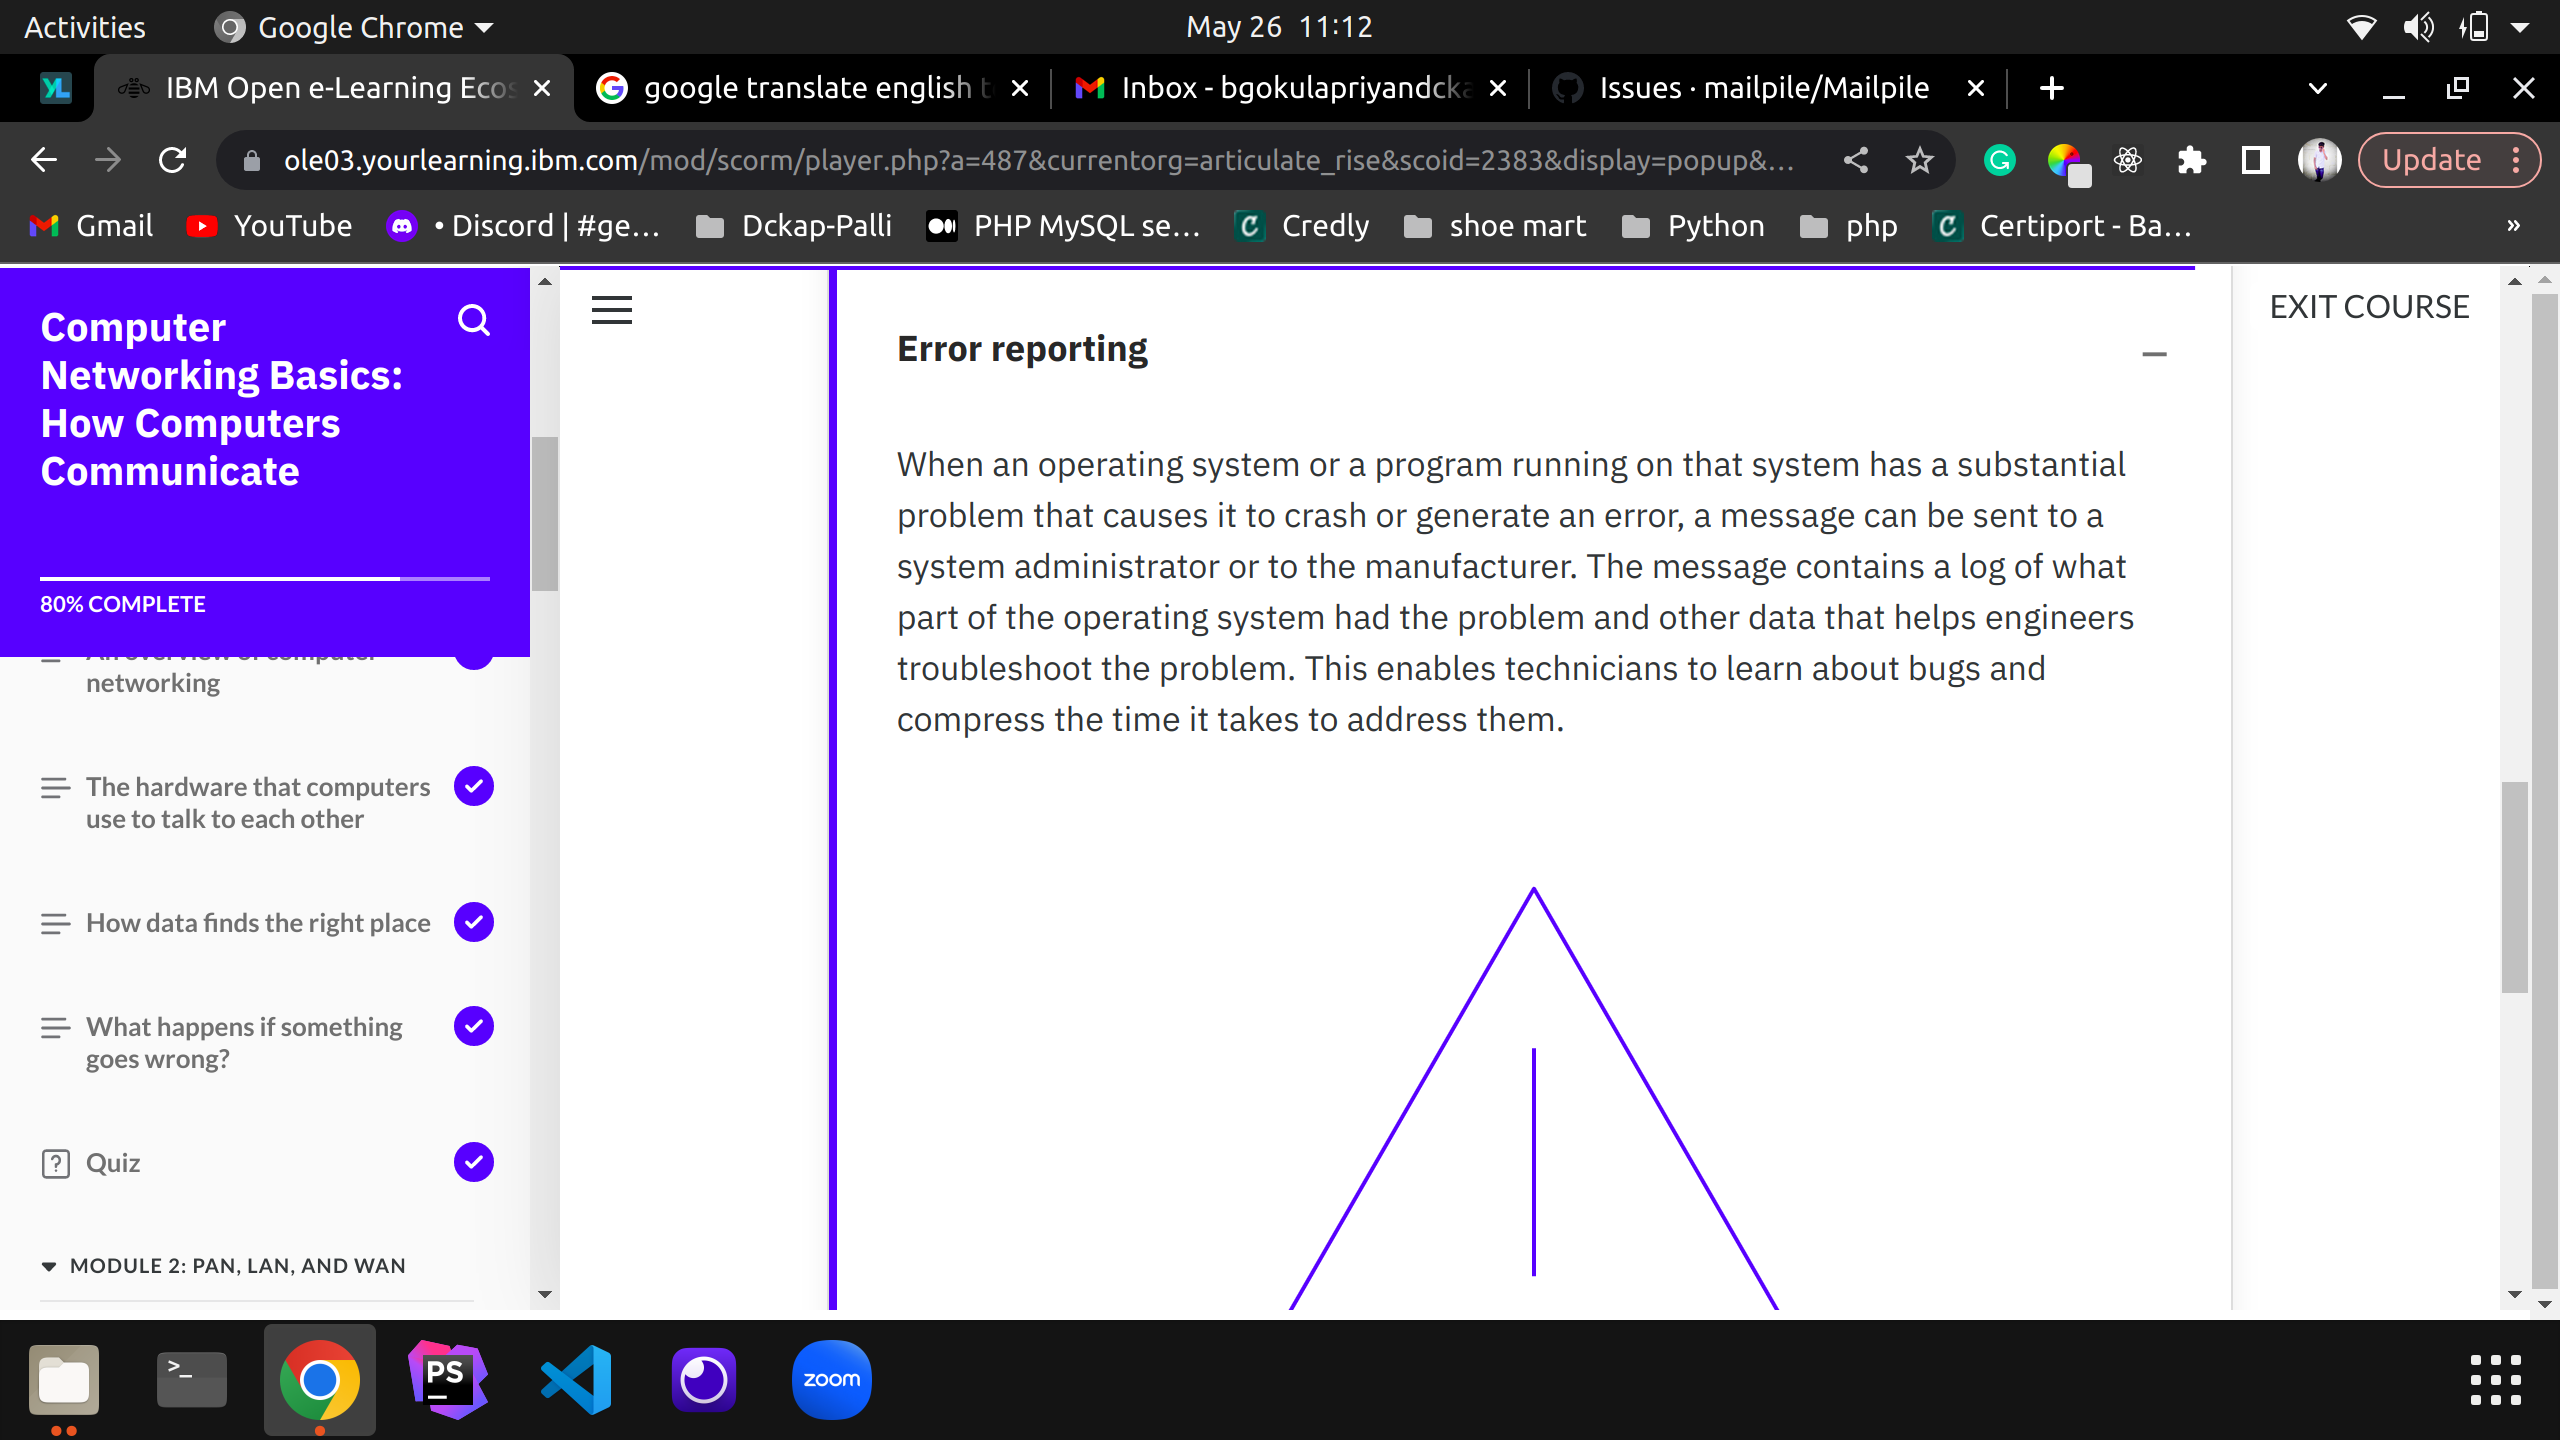 Activities
Google Chrome
May 26 11:12
YL
IBM Open e-Learning Ecos
google translate english t
Inbox - bgokulapriyandcka
Issues · mailpile/Mailpile
ole03.yourlearning.ibm.com/mod/scorm/player.php?a=487&currentorg=articulate_rise&scoid=2383&display=popup&...
Update
Gmail
YouTube
• Discord | #ge...
Dckap-Palli
PHP MySQL se...
Credly
shoe mart
Python
php
Certiport - Ba...
»
Computer
Networking Basics:
How Computers
Communicate
80% COMPLETE
An overview of computer
networking
The hardware that computers
use to talk to each other
How data finds the right place
What happens if something
goes wrong?
Quiz
MODULE 2: PAN, LAN, AND WAN
EXIT COURSE
Error reporting
When an operating system or a program running on that system has a substantial
problem that causes it to crash or generate an error, a message can be sent to a
system administrator or to the manufacturer. The message contains a log of what
part of the operating system had the problem and other data that helps engineers
troubleshoot the problem. This enables technicians to learn about bugs and
compress the time it takes to address them.
>_
PS
zoom